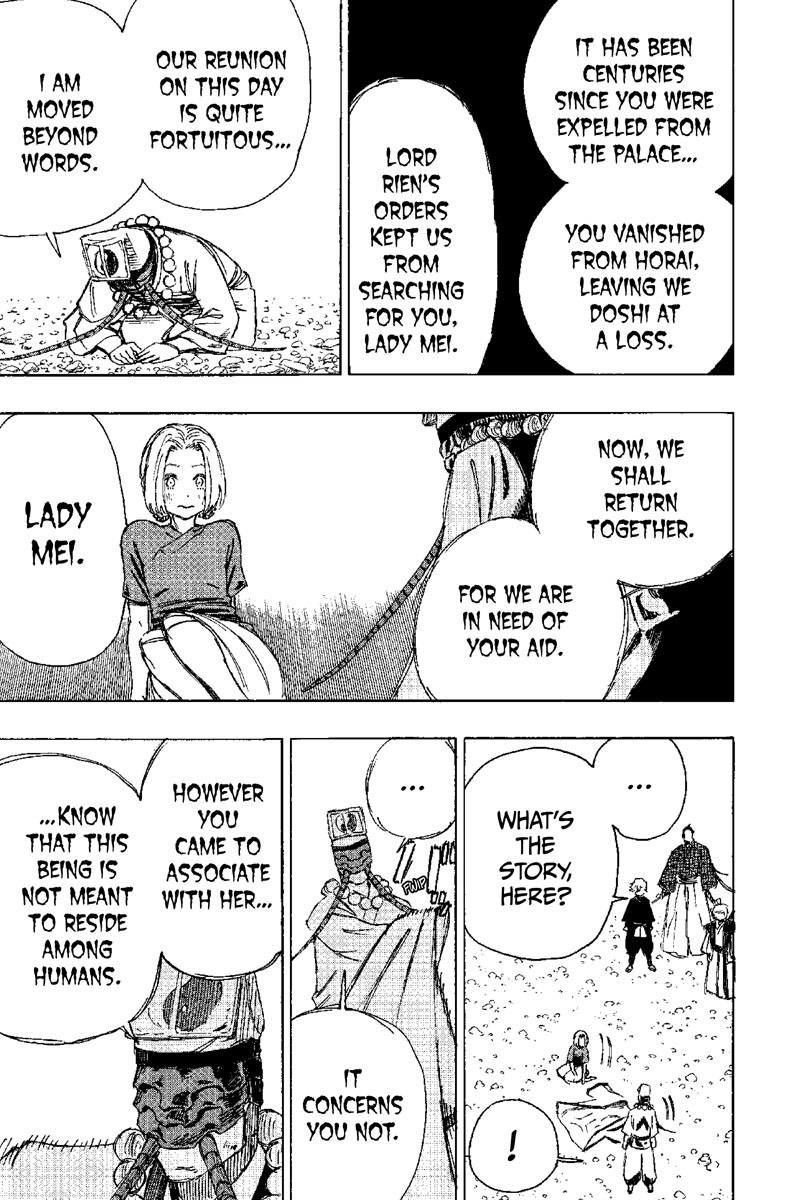 IT HAS BEEN
CENTURIES
SINCE YOU WERE
EXPELLED FROM
THE PALACE...
YOU VANISHED
FROM HORAI,
LEAVING WE
DOSHI AT
A LOSS.
LORD
RIEN'S
ORDERS
KEPT US
FROM
SEARCHING
FOR YOU,
LADY MEI.
OUR REUNION
ON THIS DAY
IS QUITE
FORTUITOUS...
I AM
MOVED
BEYOND
WORDS.
NOW, WE
SHALL
RETURN
TOGETHER.
FOR WE ARE
IN NEED OF
YOUR AID.
LADY
MEI.
...
WHAT'S
THE
STORY,
HERE?
!
...
FWIP
IT
CONCERNS
YOU NOT.
HOWEVER YOU
CAME TO
ASSOCIATE
WITH HER...
...KNOW
THAT THIS
BEING IS
NOT MEANT
TO RESIDE
AMONG
HUMANS.